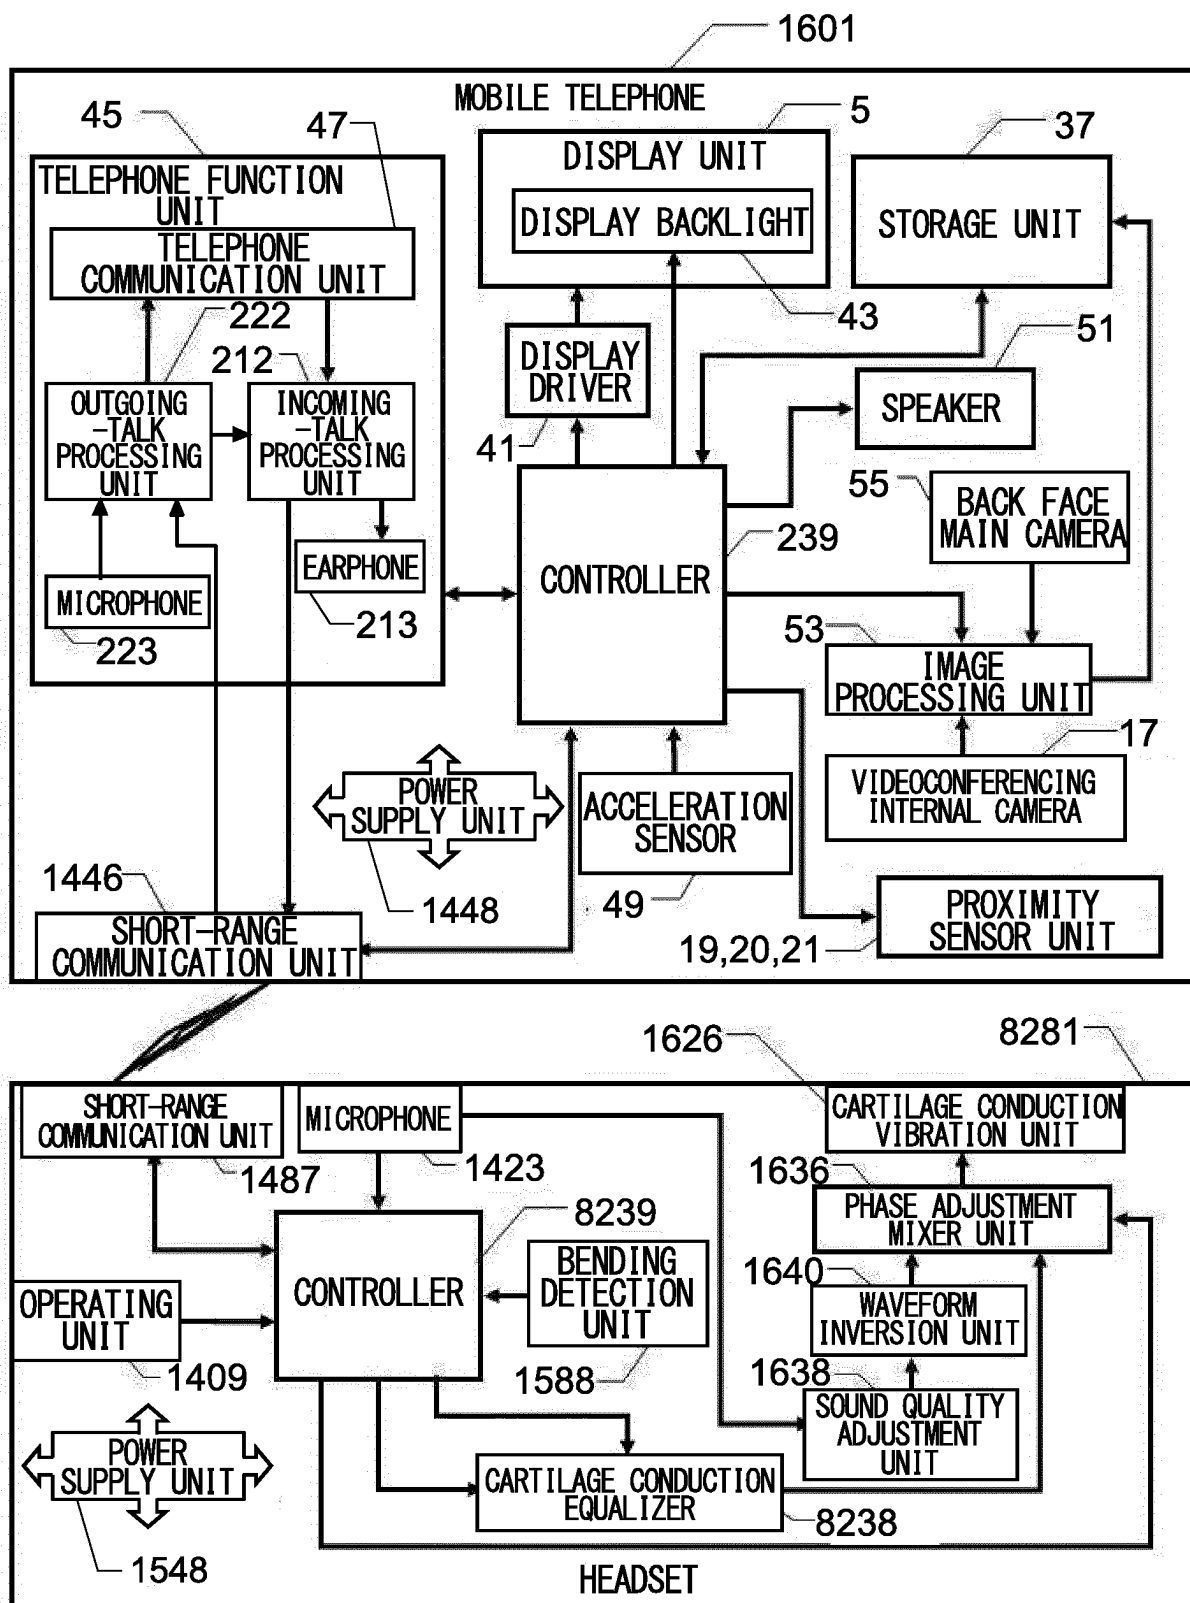 1601
MOBILE TELEPHONE
45
47
5
37
TELEPHONE FUNCTION
UNIT
TELEPHONE
COMMUNICATION UNIT
DISPLAY UNIT
DISPLAY BACKLIGHT
STORAGE UNIT
222
212
43
51
OUTGOING
-TALK
PROCESSING
UNIT
INCOMING
-TALK
PROCESSING
UNIT
DISPLAY
DRIVER
41
SPEAKER
55
BACK FACE
MAIN CAMERA
239
CONTROLLER
EARPHONE
213
MICROPHONE
223
53
IMAGE
PROCESSING UNIT
17
VIDEOCONFERENCING
INTERNAL CAMERA
POWER
SUPPLY UNIT
1448
ACCELERATION
SENSOR
49
1446
SHORT-RANGE
COMMUNICATION UNIT
PROXIMITY
SENSOR UNIT
19,20,21
1626
8281
SHORT-RANGE
COMMUNICATION UNIT
1487
MICROPHONE
1423
CARTILAGE CONDUCTION
VIBRATION UNIT
1636
PHASE ADJUSTMENT
MIXER UNIT
8239
CONTROLLER
BENDING
DETECTION
UNIT
1588
1640
WAVEFORM
INVERSION UNIT
OPERATING
UNIT
1409
1638
SOUND QUALITY
ADJUSTMENT
UNIT
POWER
SUPPLY UNIT
1548
CARTILAGE CONDUCTION
EQUALIZER
8238
HEADSET